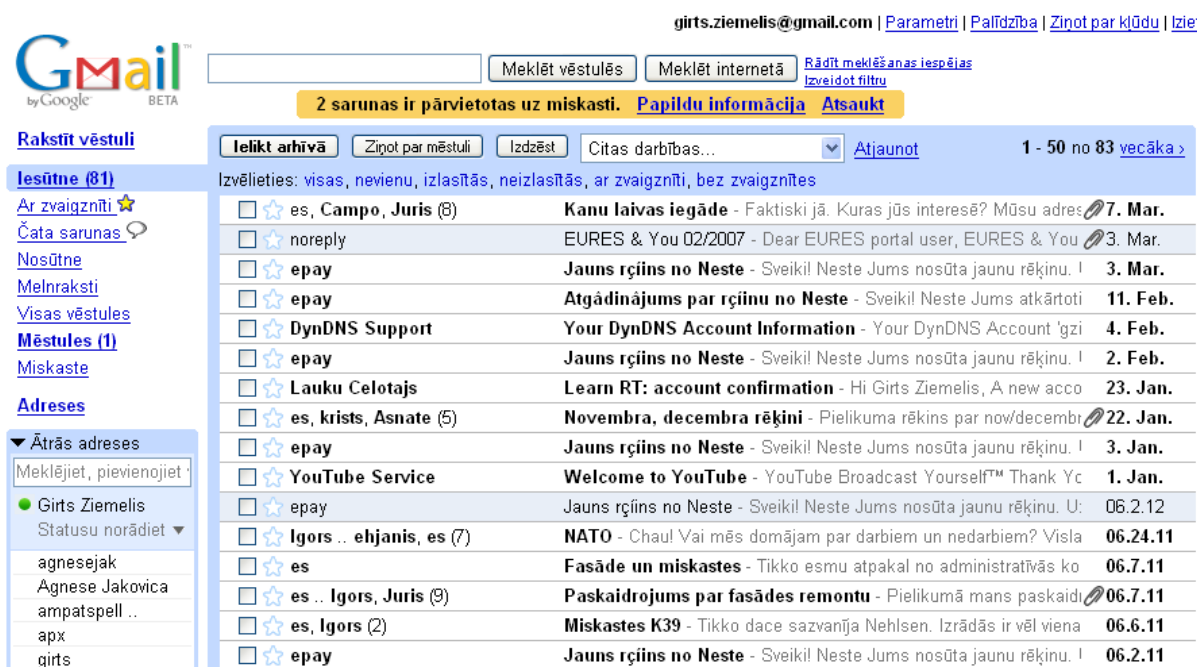 girts.ziemelis@gmail.com | Parametri | Palīdzība | Ziņot par kļūdu | Izie
Gmail™
by Google BETA
Meklēt vēstulēs Meklēt internetā Rādīt meklēšanas iespējas
Izveidot filtru
2 sarunas ir pārvietotas uz miskasti. Papildu informācija Atsaukt
Rakstīt vēstuli
Ielikt arhīvā Ziņot par mēstuli Izdzēst Citas darbības... Atjaunot 1 - 50 no 83 vecāka ›
Izvēlieties: visas, nevienu, izlasītās, neizlasītās, ar zvaigznīti, bez zvaigznītes
Iesūtne (81)
Ar zvaigznīti
Čata sarunas
Nosūtne
Melnraksti
Visas vēstules
Mēstules (1)
Miskaste
Adreses
Ātrās adreses
Meklējiet, pievienojiet
Girts Ziemelis
Statusu norādiet
agnesejak
Agnese Jakovica
ampatspell ..
apx
girts
es, Campo, Juris (8) Kanu laivas iegāde - Faktiski jā. Kuras jūs interesē? Mūsu adres 7. Mar.
noreply EURES & You 02/2007 - Dear EURES portal user, EURES & You 3. Mar.
epay Jauns rçíins no Neste - Sveiki! Neste Jums nosūta jaunu rēķinu. 3. Mar.
epay Atgâdinâjums par rçíinu no Neste - Sveiki! Neste Jums atkārtoti 11. Feb.
DynDNS Support Your DynDNS Account Information - Your DynDNS Account 'gzi 4. Feb.
epay Jauns rçíins no Neste - Sveiki! Neste Jums nosūta jaunu rēķinu. 2. Feb.
Lauku Celotajs Learn RT: account confirmation - Hi Girts Ziemelis, A new acco 23. Jan.
es, krists, Asnate (5) Novembra, decembra rēķini - Pielikuma rēkins par nov/decembr 22. Jan.
epay Jauns rçíins no Neste - Sveiki! Neste Jums nosūta jaunu rēķinu. 3. Jan.
YouTube Service Welcome to YouTube - YouTube Broadcast Yourself™ Thank Yo 1. Jan.
epay Jauns rçíins no Neste - Sveiki! Neste Jums nosūta jaunu rēķinu. U: 06.2.12
Igors .. ehjanis, es (7) NATO - Chau! Vai mēs domājam par darbiem un nedarbiem? Visla 06.24.11
es Fasāde un miskastes - Tikko esmu atpakal no administratīvās ko 06.7.11
es .. Igors, Juris (9) Paskaidrojums par fasādes remontu - Pielikumā mans paskaidr 06.7.11
es, Igors (2) Miskastes K39 - Tikko dace sazvanīja Nehlsen. Izrādās ir vēl viena 06.6.11
epay Jauns rçíins no Neste - Sveiki! Neste Jums nosūta jaunu rēķinu. 06.2.11